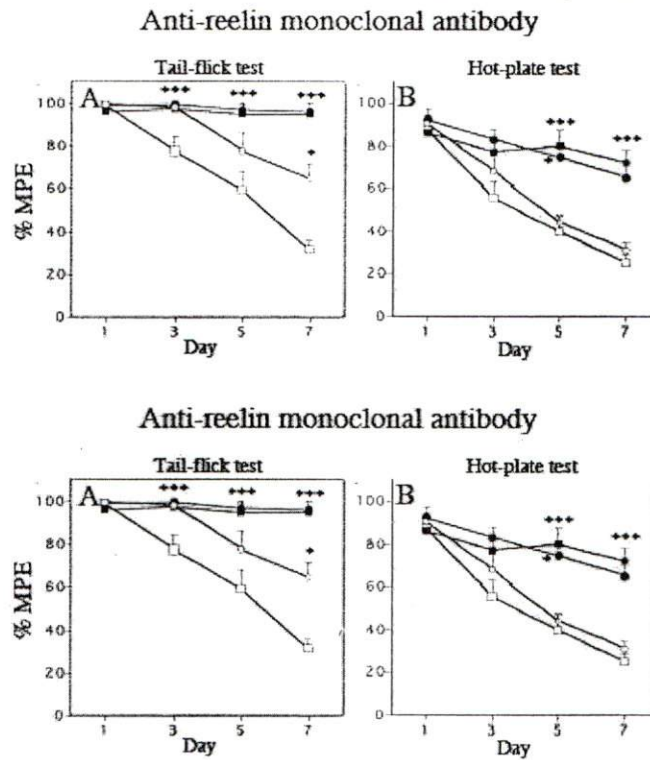 Anti-reelin monoclonal antibody
Tail-flick test
Hot-plate test
A
B
+++ +++ +++
+++
+++
+
+
% MPE
100
80
60
40
20
0
100
80
60
40
20
0
1 3 5 7
1 3 5 7
Day
Day
Anti-reelin monoclonal antibody
Tail-flick test
Hot-plate test
A
B
+++ +++ +++
+++
+++
+
+
% MPE
100
80
60
40
20
0
100
80
60
40
20
0
1 3 5 7
1 3 5 7
Day
Day